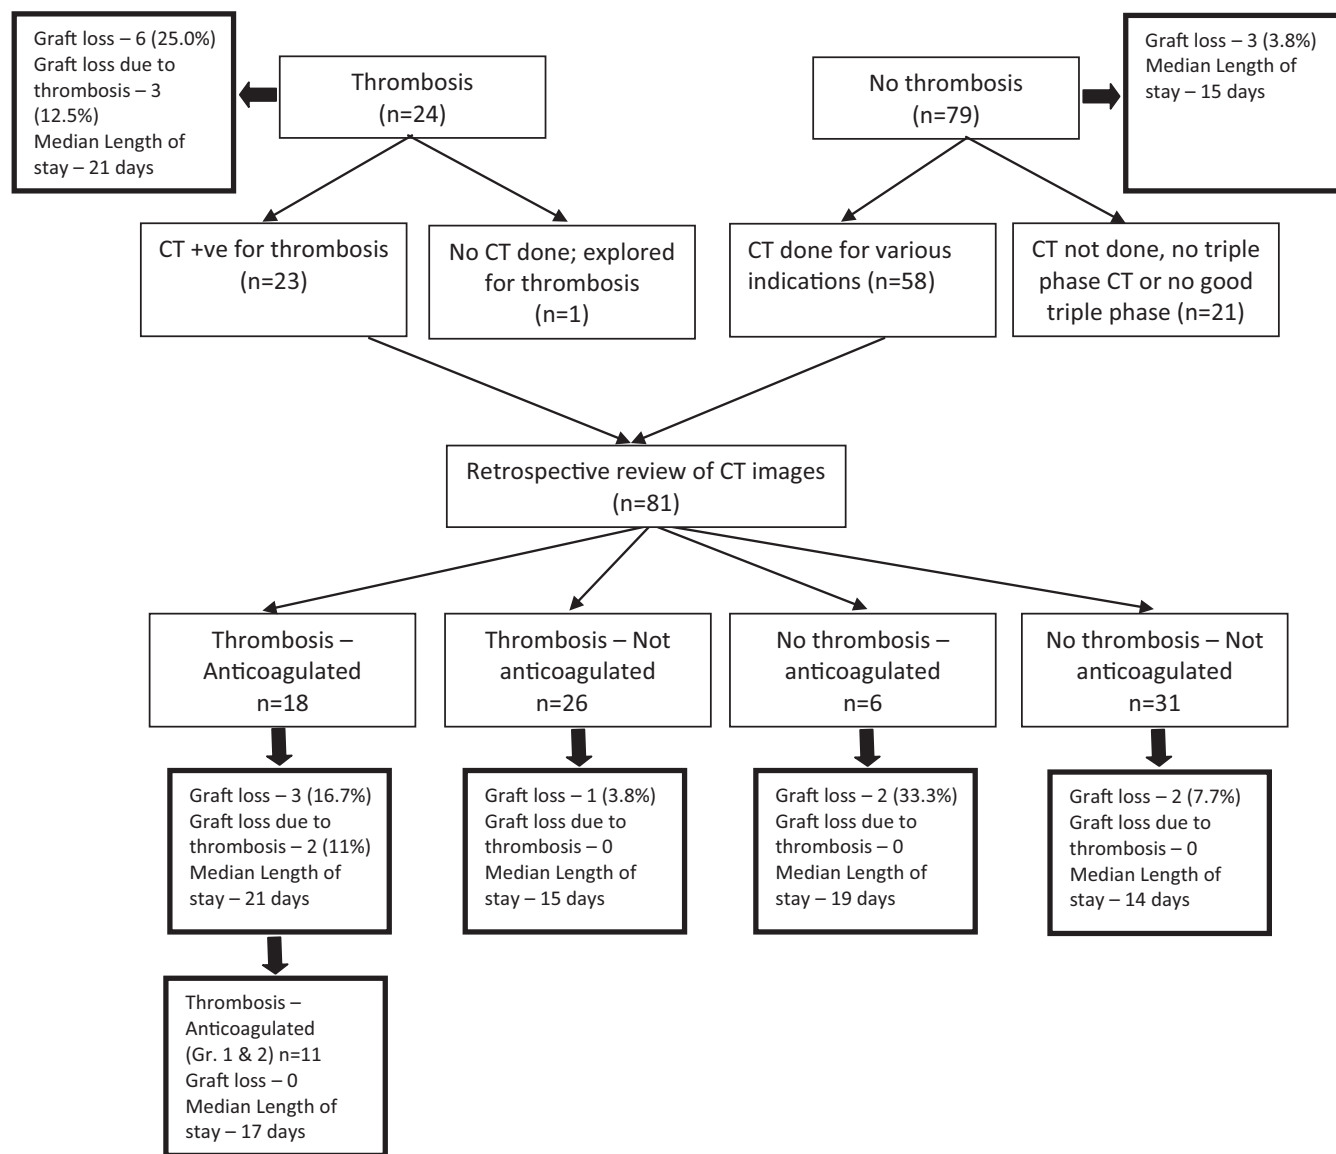 Graft loss – 6 (25.0%)
Graft loss due to
thrombosis – 3
(12.5%)
Median Length of
stay – 21 days
Thrombosis
(n=24)
No thrombosis
(n=79)
Graft loss – 3 (3.8%)
Median Length of
stay – 15 days
CT +ve for thrombosis
(n=23)
No CT done; explored
for thrombosis
(n=1)
CT done for various
indications (n=58)
CT not done, no triple
phase CT or no good
triple phase (n=21)
Retrospective review of CT images
(n=81)
Thrombosis –
Anticoagulated
n=18
Thrombosis – Not
anticoagulated
n=26
No thrombosis –
anticoagulated
n=6
No thrombosis – Not
anticoagulated
n=31
Graft loss – 3 (16.7%)
Graft loss due to
thrombosis – 2 (11%)
Median Length of
stay – 21 days
Graft loss – 1 (3.8%)
Graft loss due to
thrombosis – 0
Median Length of
stay – 15 days
Graft loss – 2 (33.3%)
Graft loss due to
thrombosis – 0
Median Length of
stay – 19 days
Graft loss – 2 (7.7%)
Graft loss due to
thrombosis – 0
Median Length of
stay – 14 days
Thrombosis –
Anticoagulated
(Gr. 1 & 2) n=11
Graft loss – 0
Median Length of
stay – 17 days